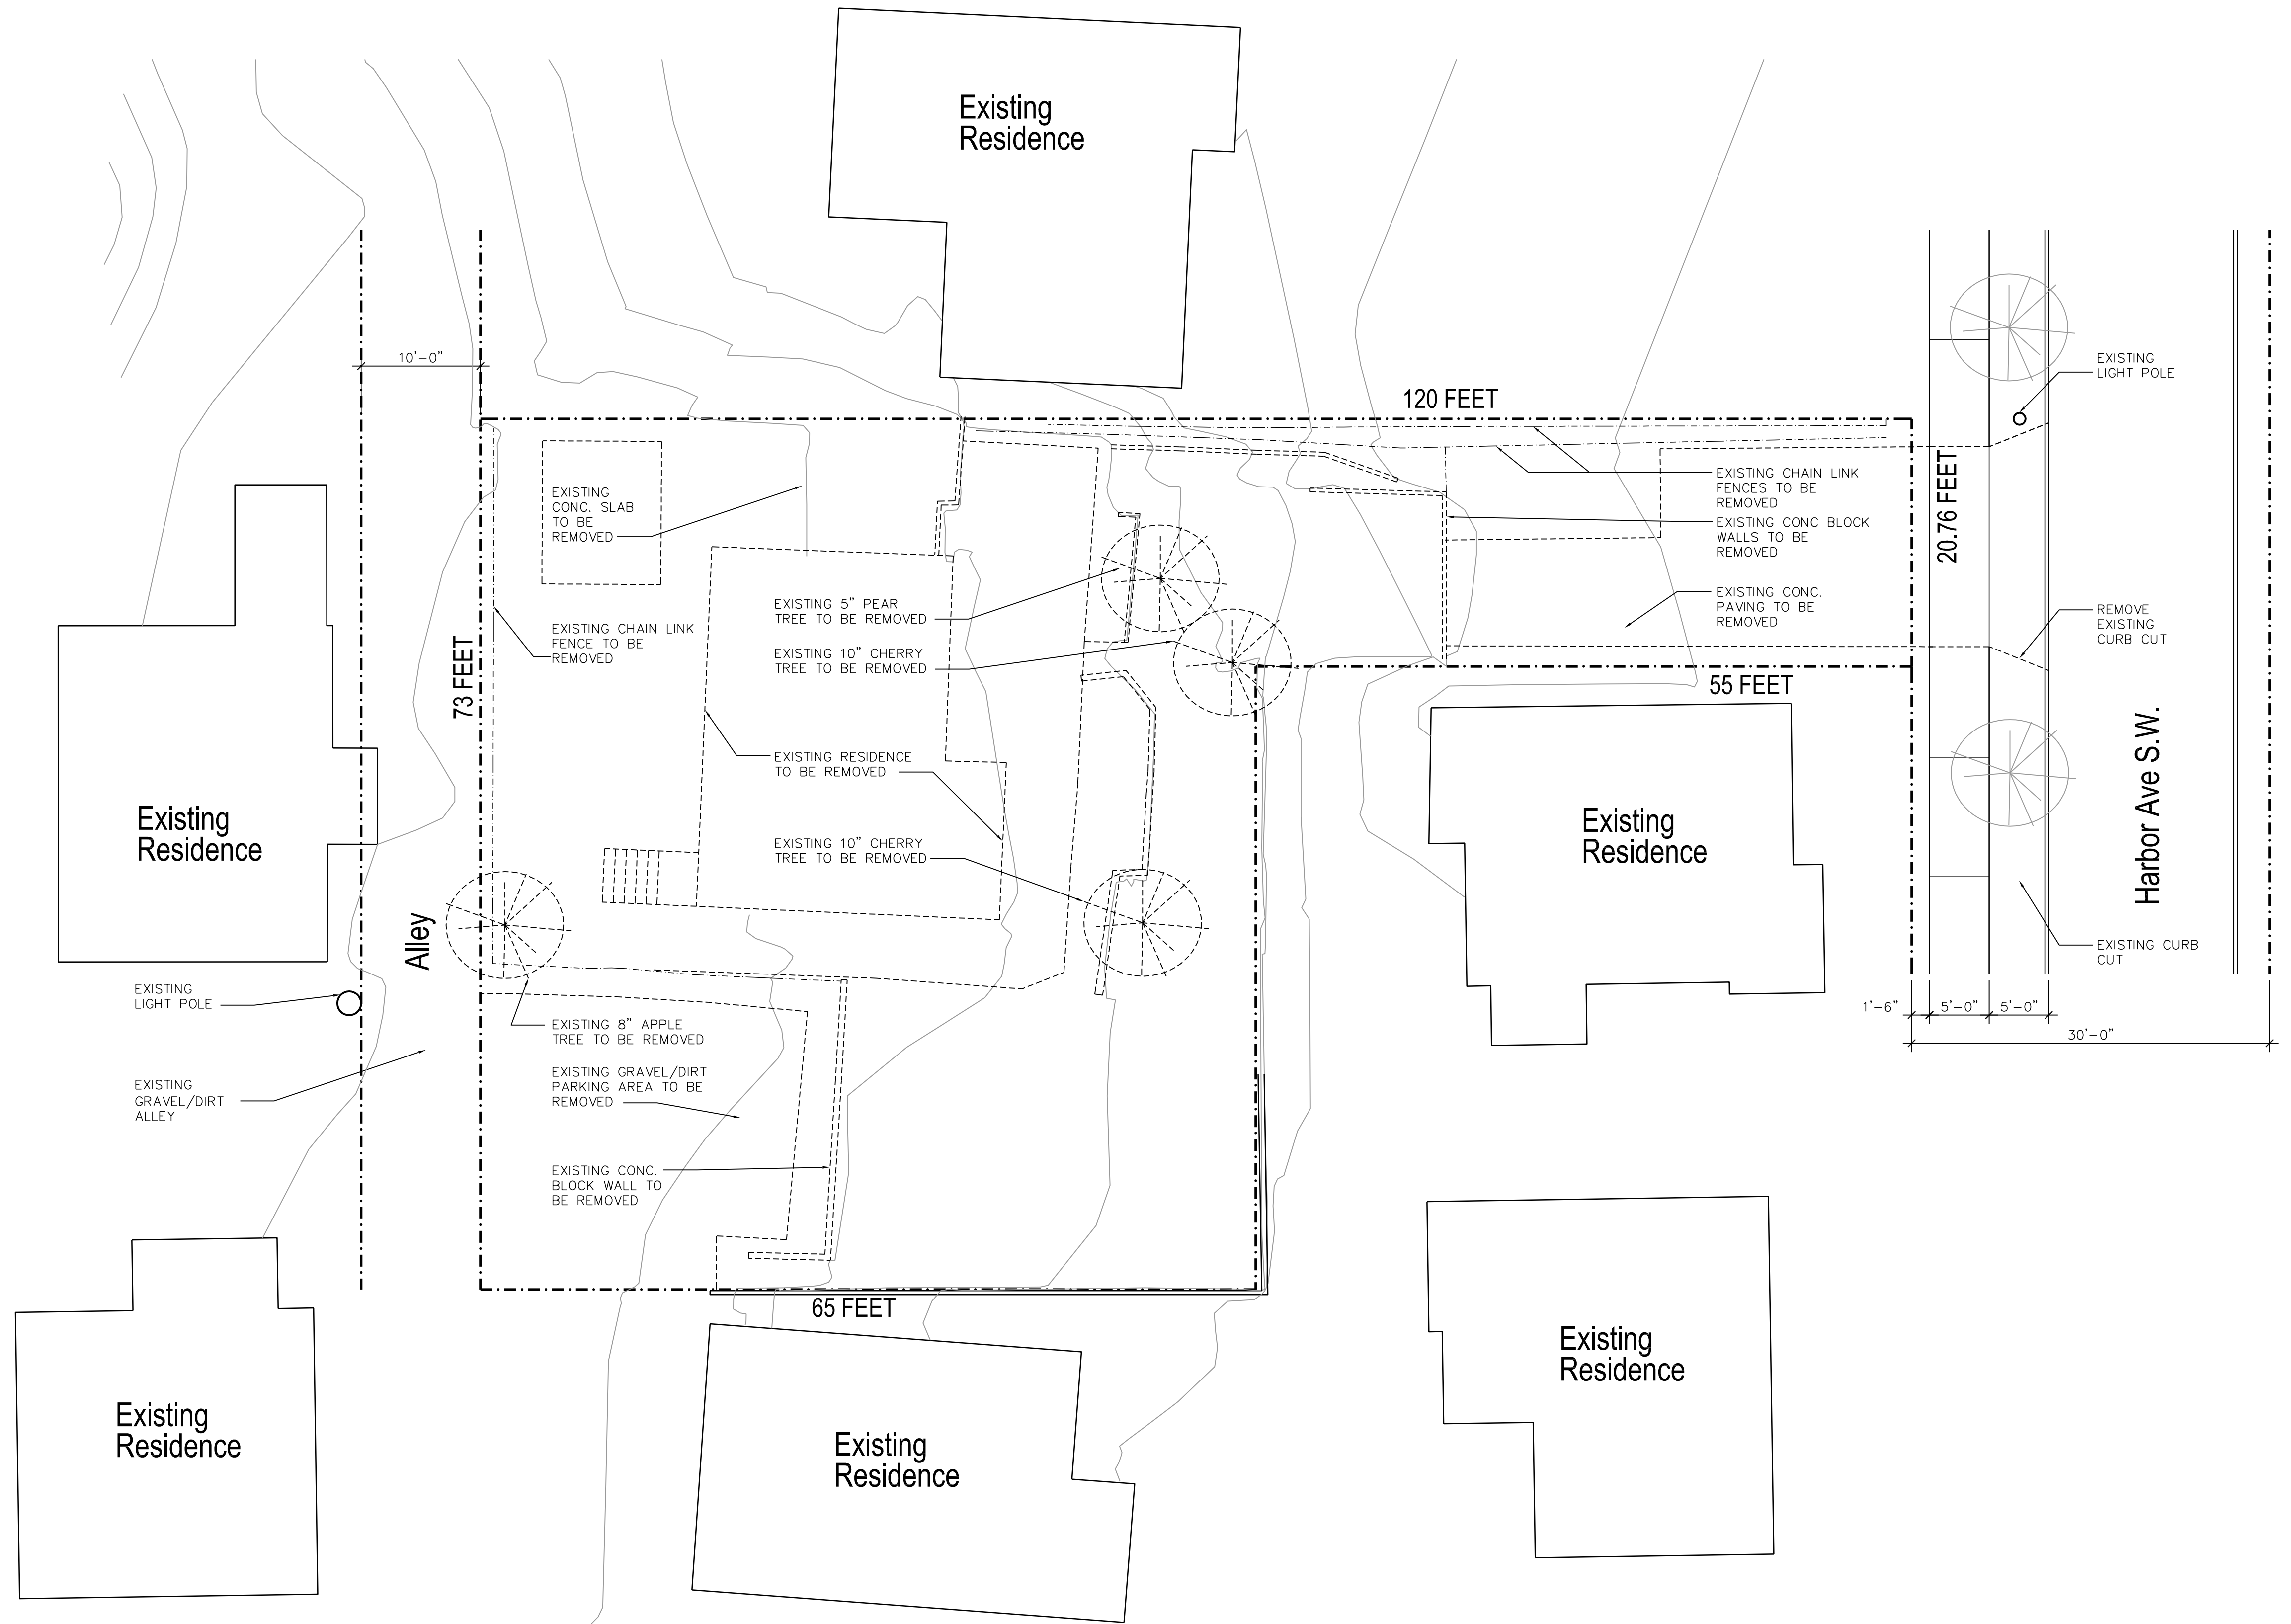 Existing
Residence
10'-0"
120 FEET
EXISTING
LIGHT POLE
EXISTING CHAIN LINK
FENCES TO BE
REMOVED
20.76 FEET
EXISTING
CONC. SLAB
TO BE
REMOVED
EXISTING CONC BLOCK
WALLS TO BE
REMOVED
EXISTING 5" PEAR
TREE TO BE REMOVED
EXISTING CONC.
PAVING TO BE
REMOVED
REMOVE
EXISTING
CURB CUT
EXISTING CHAIN LINK
FENCE TO BE
REMOVED
EXISTING 10" CHERRY
TREE TO BE REMOVED
73 FEET
55 FEET
EXISTING RESIDENCE
TO BE REMOVED
Harbor Ave S.W.
Existing
Residence
EXISTING 10" CHERRY
TREE TO BE REMOVED
Existing
Residence
Alley
EXISTING CURB
CUT
EXISTING
LIGHT POLE
1'-6"
5'-0"
5'-0"
30'-0"
EXISTING 8" APPLE
TREE TO BE REMOVED
EXISTING GRAVEL/DIRT
PARKING AREA TO BE
REMOVED
EXISTING
GRAVEL/DIRT
ALLEY
EXISTING CONC.
BLOCK WALL TO
BE REMOVED
65 FEET
Existing
Residence
Existing
Residence
Existing
Residence